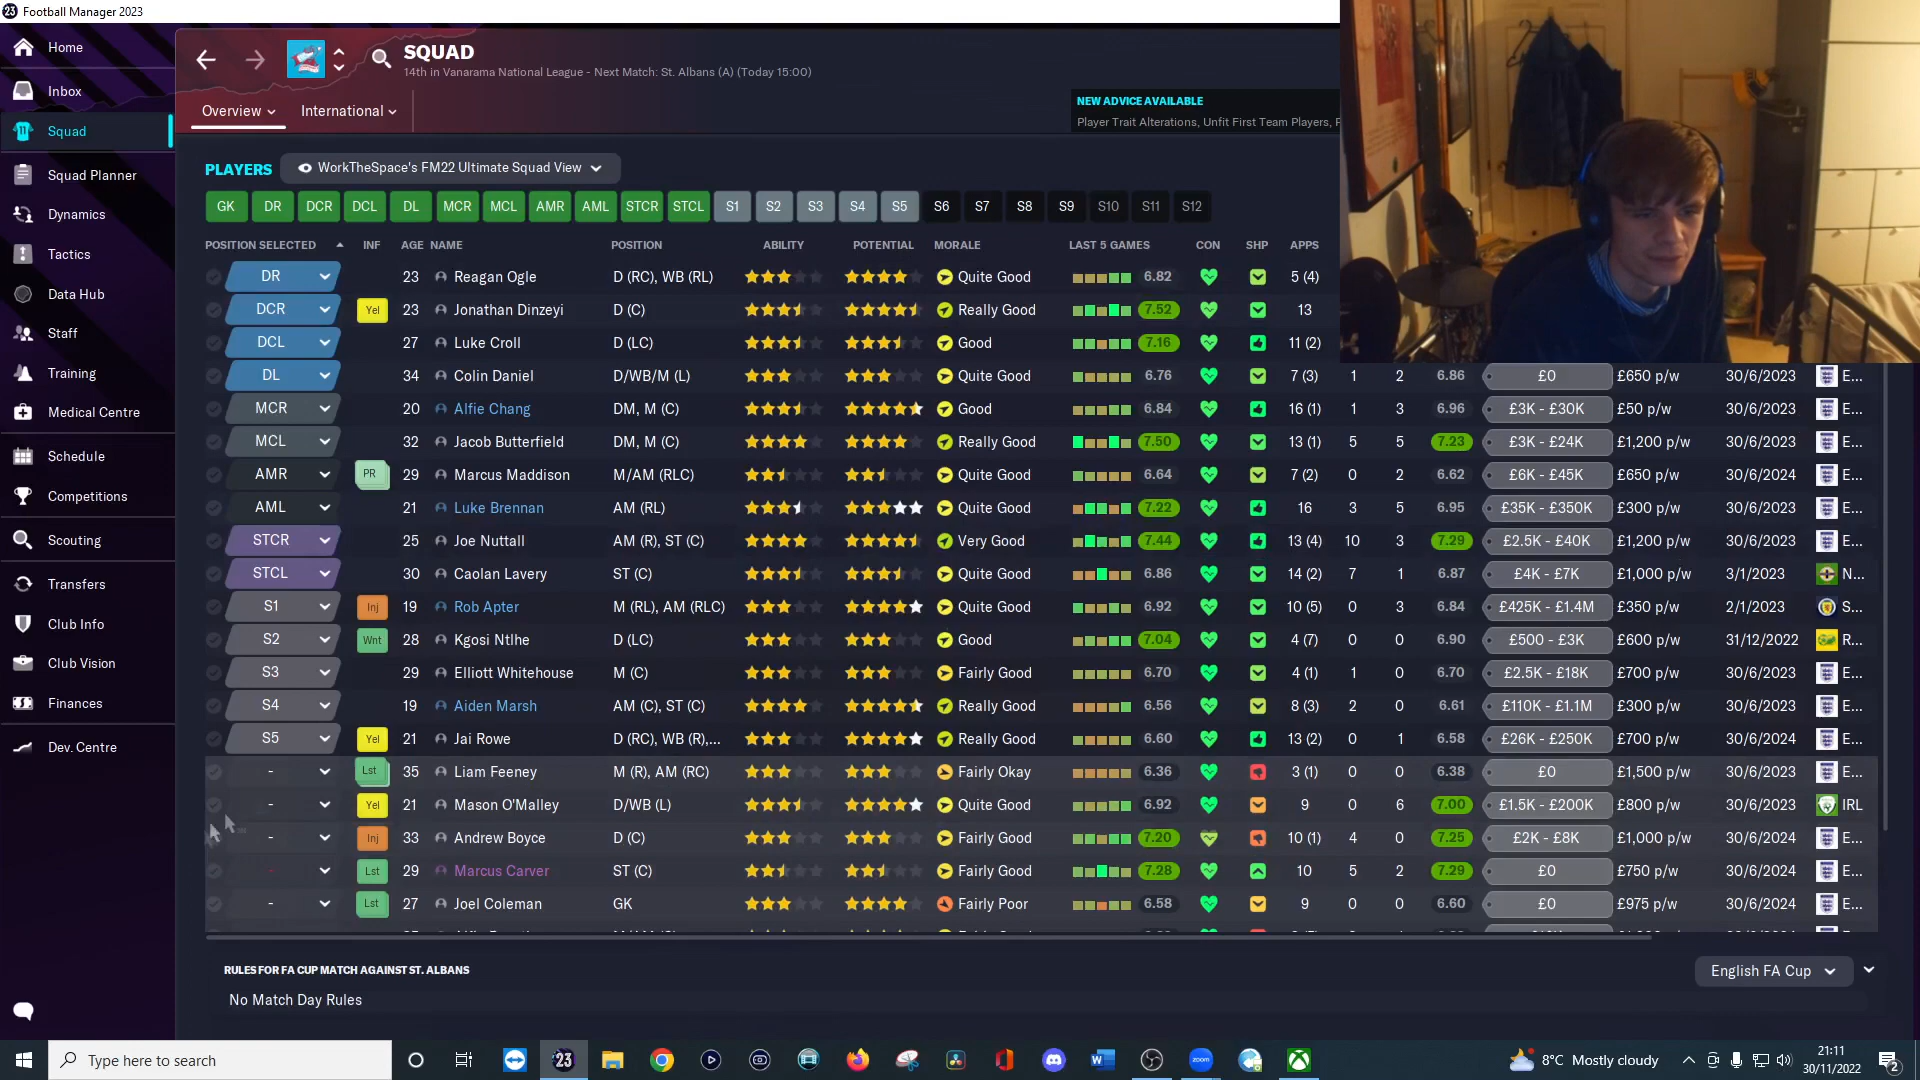 23 Football Manager 2023
Home
Inbox
Squad
Squad Planner
Dynamics
Tactics
Data Hub
Staff
Training
Medical Centre
Schedule
Competitions
Scouting
Transfers
Club Info
Club Vision
Finances
Dev. Centre
SQUAD
14th in Vanarama National League - Next Match: St. Albans (A) (Today 15:00)
Overview International
NEW ADVICE AVAILABLE
Player Trait Alterations, Unfit First Team Players,
PLAYERS WorkTheSpace's FM22 Ultimate Squad View
GK DR DCR DCL DL MCR MCL AMR AML STCR STCL S1 S2 S3 S4 S5 S6 S7 S8 S9 S10 S11 S12
POSITION SELECTED INF AGE NAME POSITION ABILITY POTENTIAL MORALE LAST 5 GAMES CON SHP APPS
DR 23 Reagan Ogle D (RC), WB (RL) Quite Good 6.82 5 (4)
DCR Yel 23 Jonathan Dinzeyi D (C) Really Good 7.52 13
DCL 27 Luke Croll D (LC) Good 7.16 11 (2)
DL 34 Colin Daniel D/WB/M (L) Quite Good 6.76 7 (3) 1 2 6.86 £0 £650 p/w 30/6/2023 E...
MCR 20 Alfie Chang DM, M (C) Good 6.84 16 (1) 1 3 6.96 £3K - £30K £50 p/w 30/6/2023 E...
MCL 32 Jacob Butterfield DM, M (C) Really Good 7.50 13 (1) 5 5 7.23 £3K - £24K £1,200 p/w 30/6/2023 E...
AMR PR 29 Marcus Maddison M/AM (RLC) Quite Good 6.64 7 (2) 0 2 6.62 £6K - £45K £650 p/w 30/6/2024 E...
AML 21 Luke Brennan AM (RL) Quite Good 7.22 16 3 5 6.95 £35K - £350K £300 p/w 30/6/2023 E...
STCR 25 Joe Nuttall AM (R), ST (C) Very Good 7.44 13 (4) 10 3 7.29 £2.5K - £40K £1,200 p/w 30/6/2023 E...
STCL 30 Caolan Lavery ST (C) Quite Good 6.86 14 (2) 7 1 6.87 £4K - £7K £1,000 p/w 3/1/2023 N...
S1 Inj 19 Rob Apter M (RL), AM (RLC) Quite Good 6.92 10 (5) 0 3 6.84 £425K - £1.4M £350 p/w 2/1/2023 S...
S2 Wnt 28 Kgosi Ntlhe D (LC) Good 7.04 4 (7) 0 0 6.90 £500 - £3K £600 p/w 31/12/2022 R...
S3 29 Elliott Whitehouse M (C) Fairly Good 6.70 4 (1) 1 0 6.70 £2.5K - £18K £700 p/w 30/6/2023 E...
S4 19 Aiden Marsh AM (C), ST (C) Really Good 6.56 8 (3) 2 0 6.61 £110K - £1.1M £300 p/w 30/6/2023 E...
S5 Yel 21 Jai Rowe D (RC), WB (R),... Really Good 6.60 13 (2) 0 1 6.58 £26K - £250K £700 p/w 30/6/2024 E...
- Lst 35 Liam Feeney M (R), AM (RC) Fairly Okay 6.36 3 (1) 0 0 6.38 £0 £1,500 p/w 30/6/2023 E...
- Yel 21 Mason O'Malley D/WB (L) Quite Good 6.92 9 0 6 7.00 £1.5K - £200K £800 p/w 30/6/2023 IRL
- Inj 33 Andrew Boyce D (C) Fairly Good 7.20 10 (1) 4 0 7.25 £2K - £8K £1,000 p/w 30/6/2024 E...
- Lst 29 Marcus Carver ST (C) Fairly Good 7.28 10 5 2 7.29 £0 £750 p/w 30/6/2024 E...
- Lst 27 Joel Coleman GK Fairly Poor 6.58 9 0 0 6.60 £0 £975 p/w 30/6/2024 E...
RULES FOR FA CUP MATCH AGAINST ST. ALBANS
English FA Cup
No Match Day Rules
Type here to search
23
zoom
8°C Mostly cloudy
21:11
30/11/2022
2